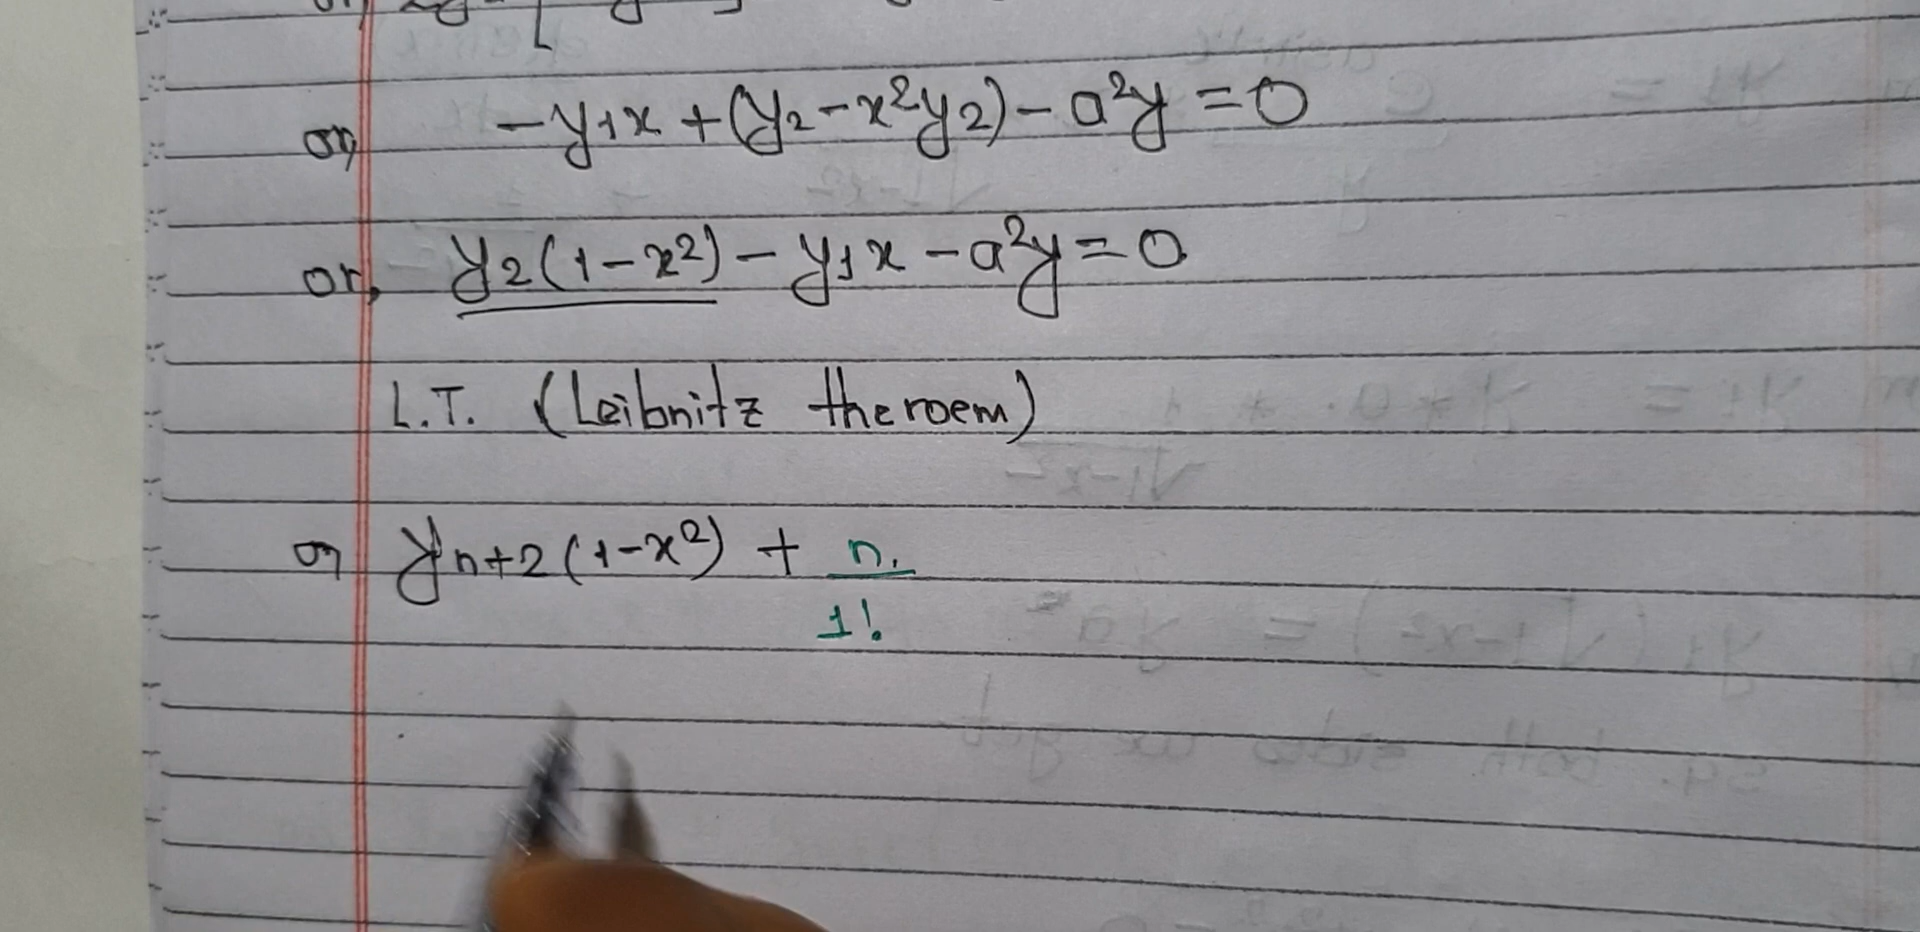 or, -y₁x + (y₂ - x²y₂) - a²y = 0
or, y₂(1-x²) - y₁x - a²y = 0
L.T. (Leibnitz theroem)
or yn+2(1-x²) + n. / 1!